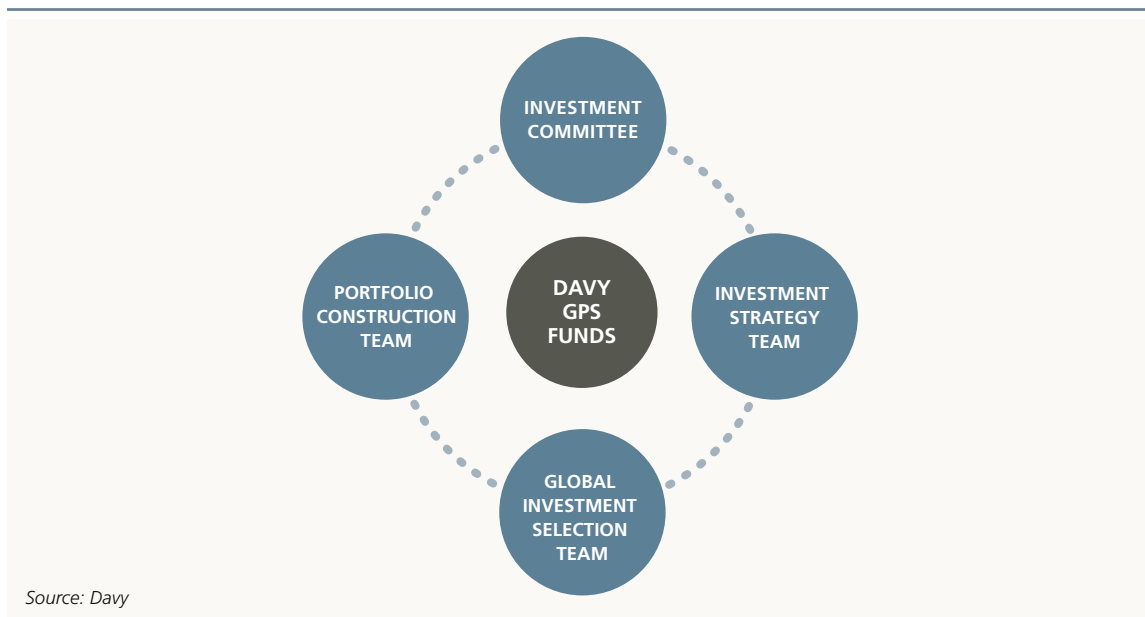 INVESTMENT
COMMITTEE
PORTFOLIO
CONSTRUCTION
TEAM
DAVY
GPS
FUNDS
INVESTMENT
STRATEGY
TEAM
GLOBAL
INVESTMENT
SELECTION
TEAM
Source: Davy